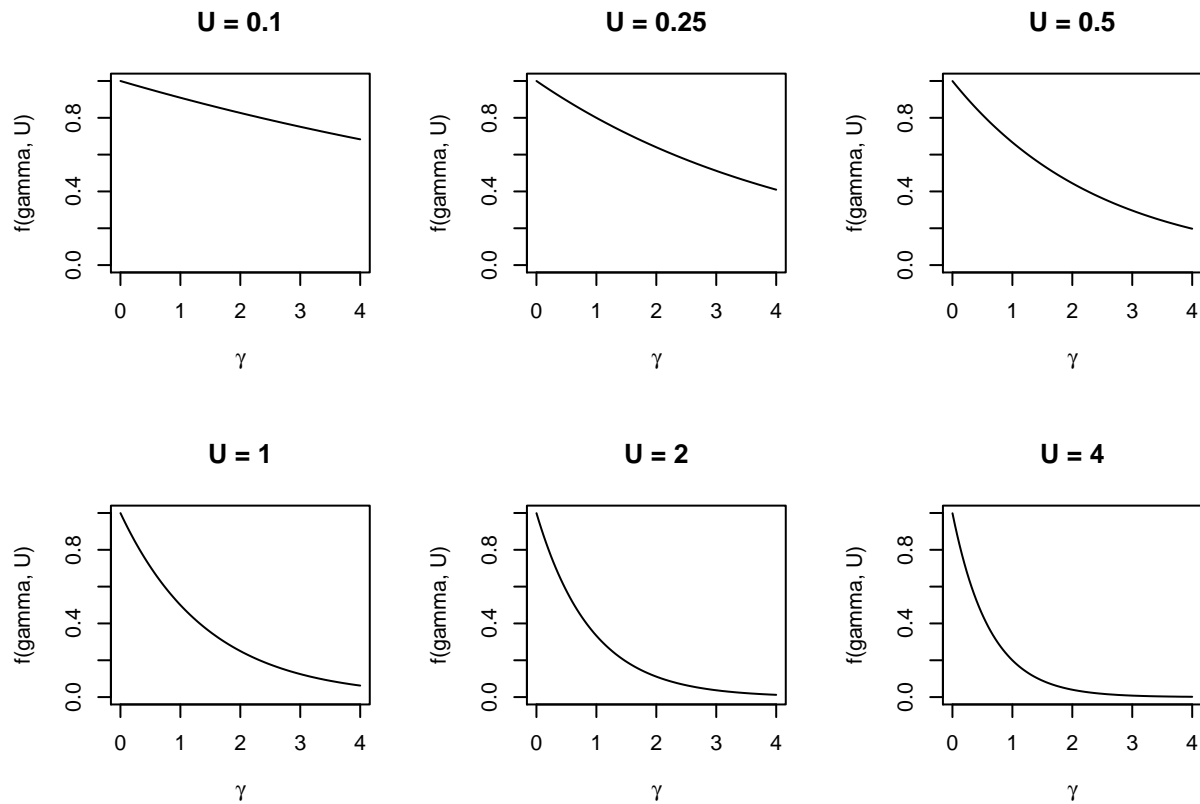 U = 0.1
f(gamma, U)
0.0 0.4 0.8
0 1 2 3 4
γ
U = 0.25
f(gamma, U)
0.0 0.4 0.8
0 1 2 3 4
γ
U = 0.5
f(gamma, U)
0.0 0.4 0.8
0 1 2 3 4
γ
U = 1
f(gamma, U)
0.0 0.4 0.8
0 1 2 3 4
γ
U = 2
f(gamma, U)
0.0 0.4 0.8
0 1 2 3 4
γ
U = 4
f(gamma, U)
0.0 0.4 0.8
0 1 2 3 4
γ